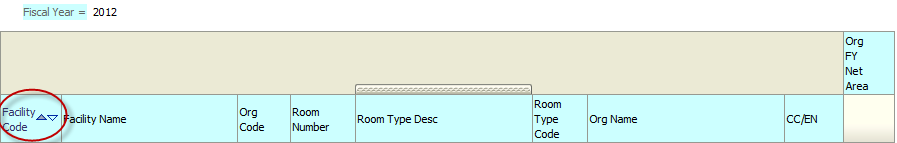 Fiscal Year = 2012
Org
FY
Net
Area
Facility
Code
Facility Name
Org
Code
Room
Number
Room Type Desc
Room
Type
Code
Org Name
CC/EN